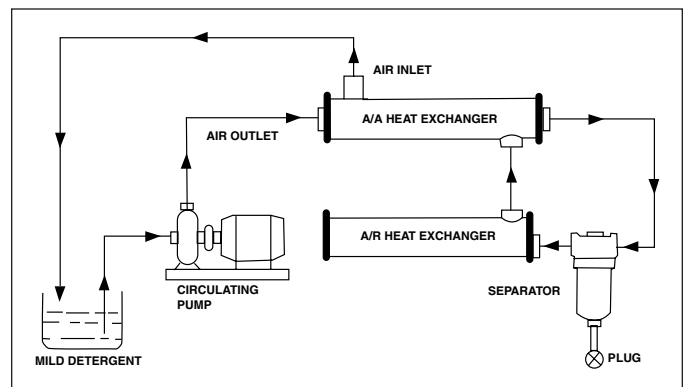 AIR INLET
A/A HEAT EXCHANGER
AIR OUTLET
A/R HEAT EXCHANGER
CIRCULATING
PUMP
SEPARATOR
MILD DETERGENT
PLUG